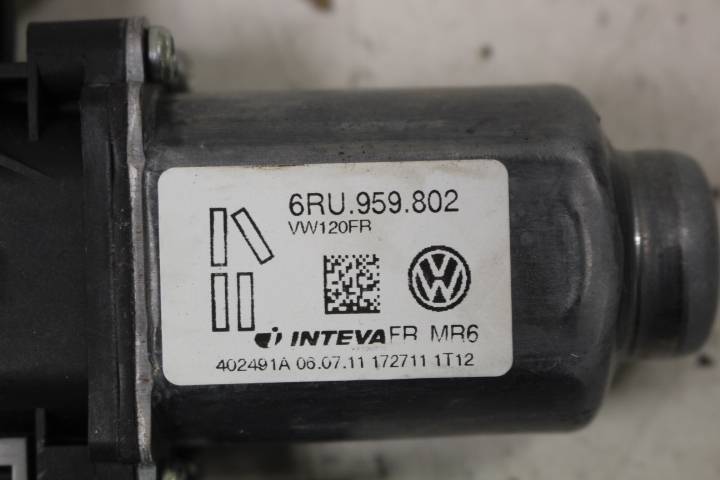 6RU.959.802
VW120FR
INTEVA FR MR6
402491A 06.07.11 172711 1T12